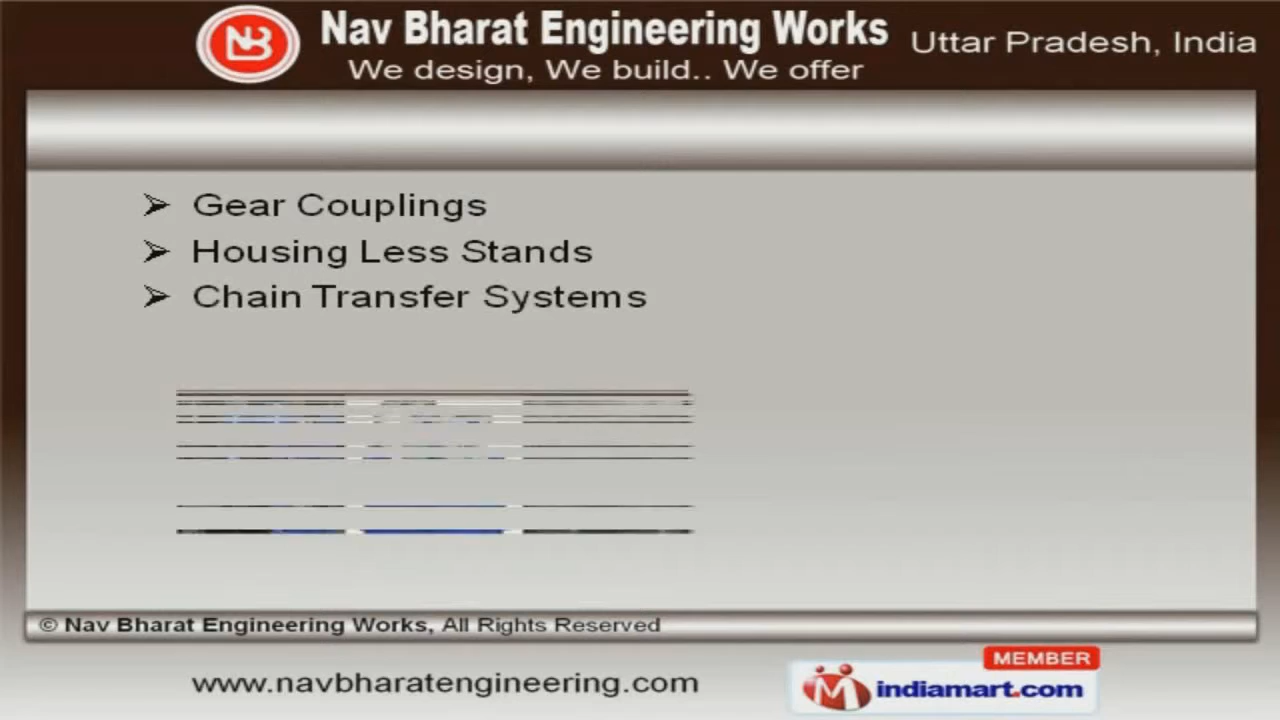 Nav Bharat Engineering Works
We design, We build.. We offer
Uttar Pradesh, India
Gear Couplings
Housing Less Stands
Chain Transfer Systems
© Nav Bharat Engineering Works, All Rights Reserved
www.navbharatengineering.com
MEMBER
indiamart.com